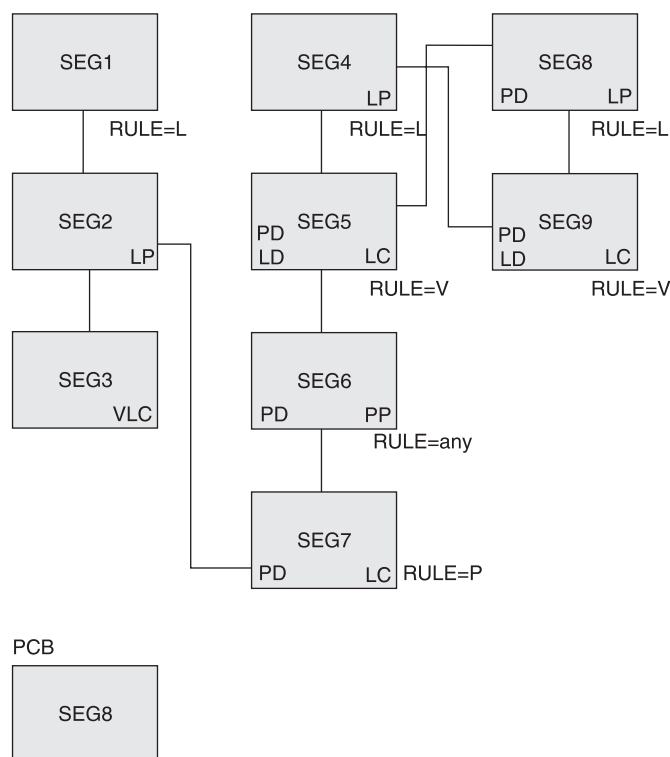 SEG1
RULE=L
SEG2
LP
SEG3
VLC
SEG4
LP
RULE=L
SEG5
PD
LD
LC
RULE=V
SEG6
PD
PP
RULE=any
SEG7
PD
LC
RULE=P
SEG8
PD
LP
RULE=L
SEG9
PD
LD
LC
RULE=V
PCB
SEG8